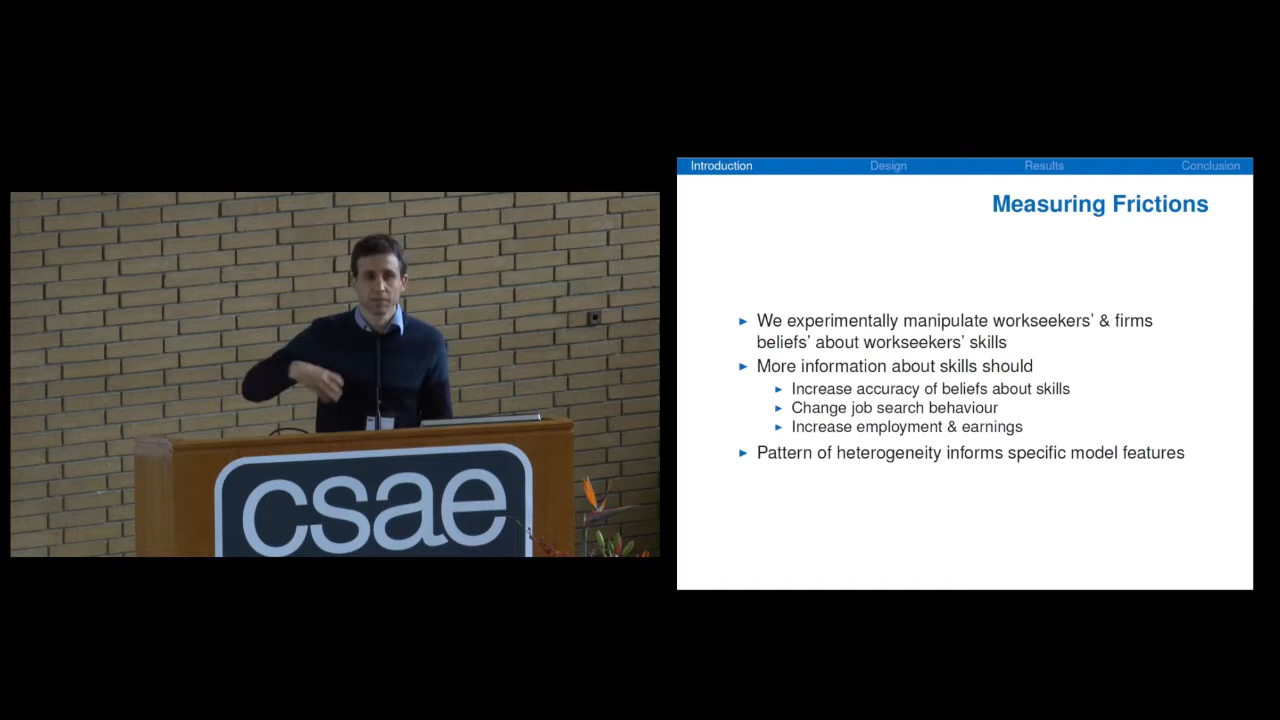 csae
Introduction Design Results Conclusion
Measuring Frictions
► We experimentally manipulate workseekers' & firms
beliefs' about workseekers' skills
► More information about skills should
► Increase accuracy of beliefs about skills
► Change job search behaviour
► Increase employment & earnings
► Pattern of heterogeneity informs specific model features